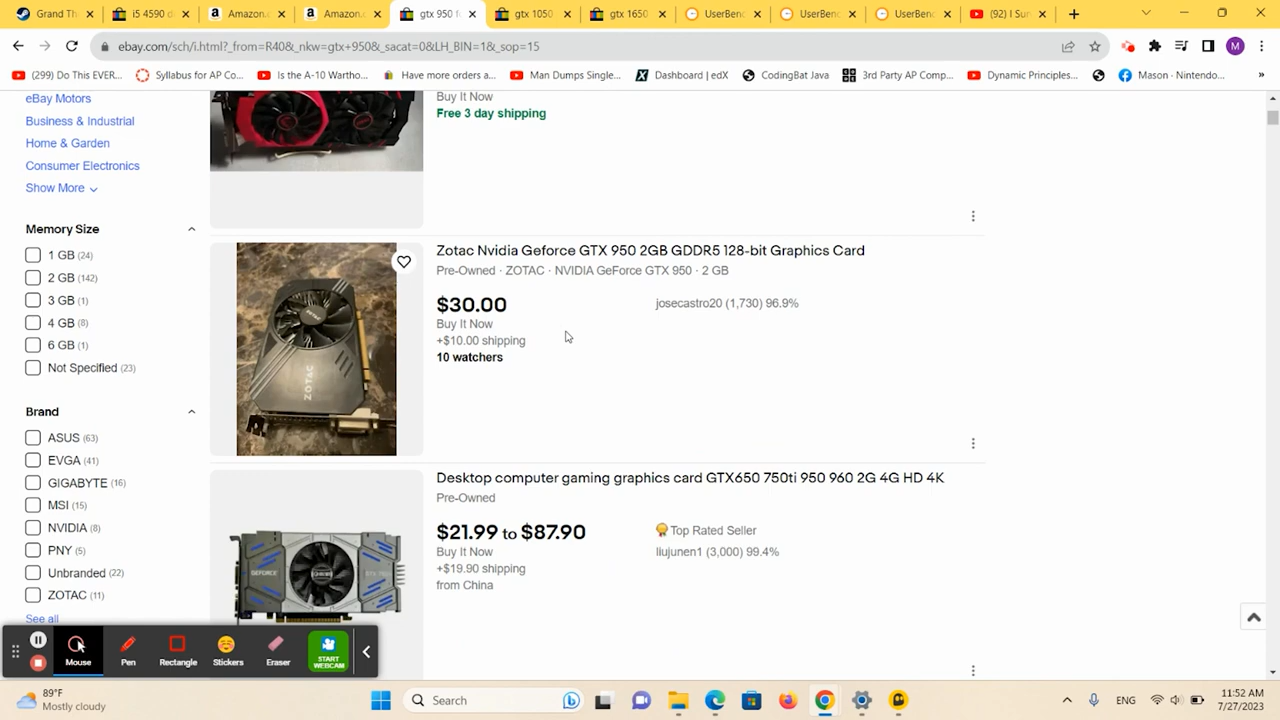 Grand Th
i5 4590 d
Amazon.c
Amazon.c
gtx 950 f
gtx 1050
gtx 1650
UserBenc
UserBenc
UserBenc
(92) I Sun
ebay.com/sch/i.html?_from=R40&_nkw=gtx+950&_sacat=0&LH_BIN=1&_sop=15
M
(299) Do This EVER...
Syllabus for AP Co...
Is the A-10 Wartho...
Have more orders a...
Man Dumps Single...
Dashboard | edX
CodingBat Java
3rd Party AP Comp...
Dynamic Principles...
Mason · Nintendo...
»
eBay Motors
Business & Industrial
Home & Garden
Consumer Electronics
Show More
Memory Size
1 GB (24)
2 GB (142)
3 GB (1)
4 GB (8)
6 GB (1)
Not Specified (23)
Brand
ASUS (63)
EVGA (41)
GIGABYTE (16)
MSI (15)
NVIDIA (8)
PNY (5)
Unbranded (22)
ZOTAC (11)
See all
Buy It Now
Free 3 day shipping
Zotac Nvidia Geforce GTX 950 2GB GDDR5 128-bit Graphics Card
Pre-Owned · ZOTAC · NVIDIA GeForce GTX 950 · 2 GB
$30.00
josecastro20 (1,730) 96.9%
Buy It Now
+$10.00 shipping
10 watchers
ZOTAC
Desktop computer gaming graphics card GTX650 750ti 950 960 2G 4G HD 4K
Pre-Owned
$21.99 to $87.90
Top Rated Seller
Buy It Now
liujunen1 (3,000) 99.4%
+$19.90 shipping
from China
GEFORCE
Mouse
Pen
Rectangle
Stickers
Eraser
START
WEBCAM
89°F
Mostly cloudy
Search
ENG
11:52 AM
7/27/2023